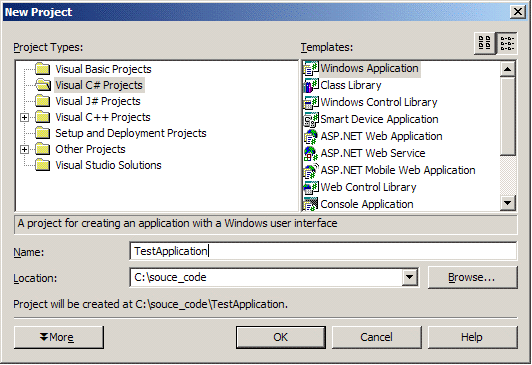 New Project
Project Types:
Templates:
Visual Basic Projects
Visual C# Projects
Visual J# Projects
Visual C++ Projects
Setup and Deployment Projects
Other Projects
Visual Studio Solutions
Windows Application
Class Library
Windows Control Library
Smart Device Application
ASP.NET Web Application
ASP.NET Web Service
ASP.NET Mobile Web Application
Web Control Library
Console Application
A project for creating an application with a Windows user interface
Name:
TestApplication
Location:
C:\souce_code
Browse...
Project will be created at C:\souce_code\TestApplication.
More
OK
Cancel
Help